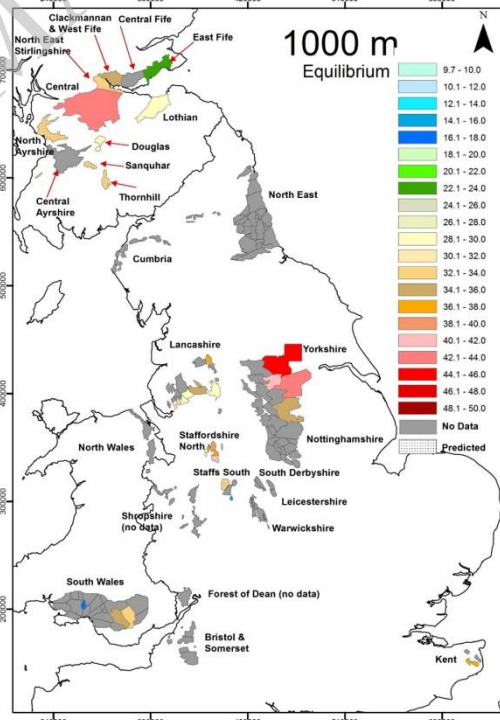 N
1000 m
Equilibrium
9.7 - 10.0
10.1 - 12.0
12.1 - 14.0
14.1 - 16.0
16.1 - 18.0
18.1 - 20.0
20.1 - 22.0
22.1 - 24.0
24.1 - 26.0
26.1 - 28.0
28.1 - 30.0
30.1 - 32.0
32.1 - 34.0
34.1 - 36.0
36.1 - 38.0
38.1 - 40.0
40.1 - 42.0
42.1 - 44.0
44.1 - 46.0
46.1 - 48.0
48.1 - 50.0
No Data
Predicted
Clackmannan
& West Fife
Central Fife
North East
Stirlingshire
East Fife
Central
Lothian
North
Ayrshire
Douglas
Sanquhar
Thornhill
Central
Ayrshire
North East
Cumbria
Lancashire
Yorkshire
Staffordshire
North
Nottinghamshire
North Wales
Staffs South
South Derbyshire
Leicestershire
Shropshire
(no data)
Warwickshire
South Wales
Forest of Dean (no data)
Bristol &
Somerset
Kent
700000
600000
500000
400000
300000
200000